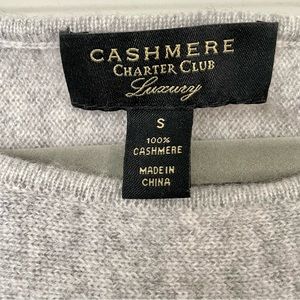 CASHMERE
CHARTER CLUB
Luxury
S
100%
CASHMERE
MADE IN
CHINA